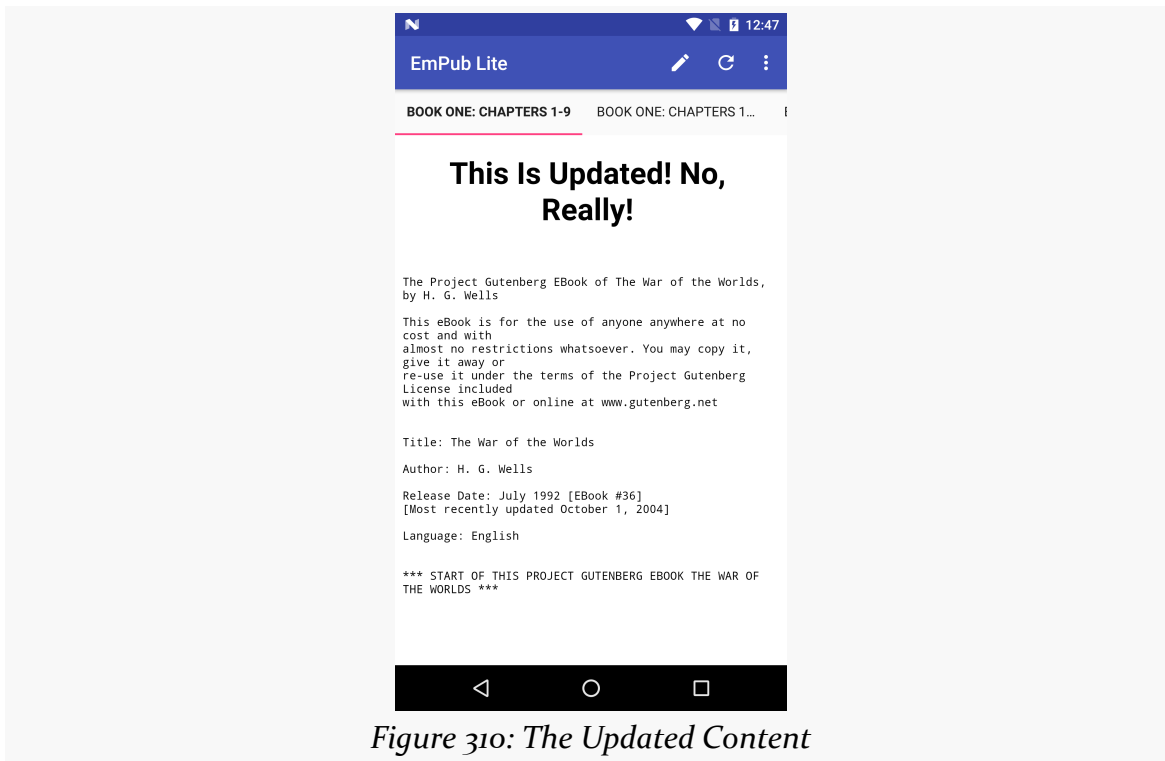 12:47
EmPub Lite
BOOK ONE: CHAPTERS 1-9 BOOK ONE: CHAPTERS 1…
This Is Updated! No,
Really!
The Project Gutenberg EBook of The War of the Worlds,
by H. G. Wells
This eBook is for the use of anyone anywhere at no
cost and with
almost no restrictions whatsoever. You may copy it,
give it away or
re-use it under the terms of the Project Gutenberg
License included
with this eBook or online at www.gutenberg.net
Title: The War of the Worlds
Author: H. G. Wells
Release Date: July 1992 [EBook #36]
[Most recently updated October 1, 2004]
Language: English
*** START OF THIS PROJECT GUTENBERG EBOOK THE WAR OF
THE WORLDS ***
Figure 310: The Updated Content